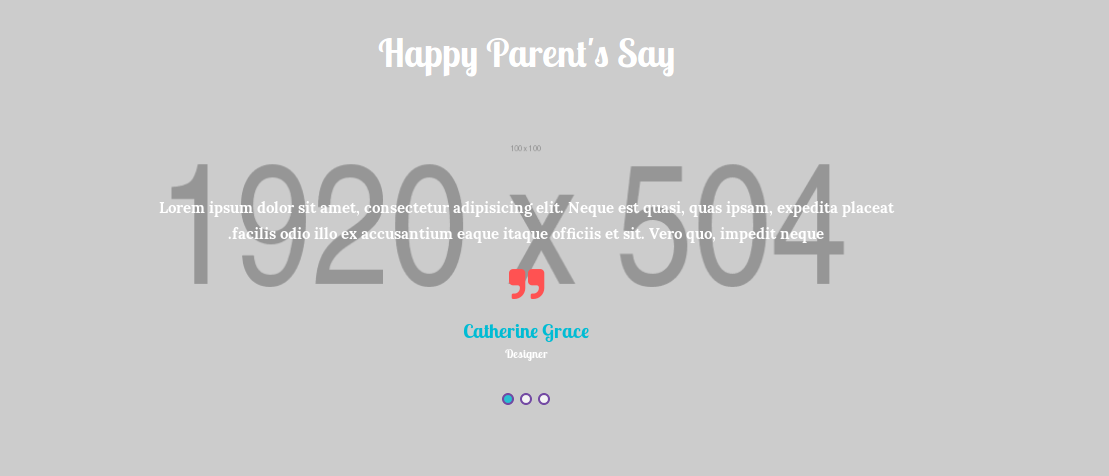 Happy Parent's Say
100 x 100
1920 x 504
Lorem ipsum dolor sit amet, consectetur adipisicing elit. Neque est quasi, quas ipsam, expedita placeat
.facilis odio illo ex accusantium eaque itaque officiis et sit. Vero quo, impedit neque
Catherine Grace
Designer